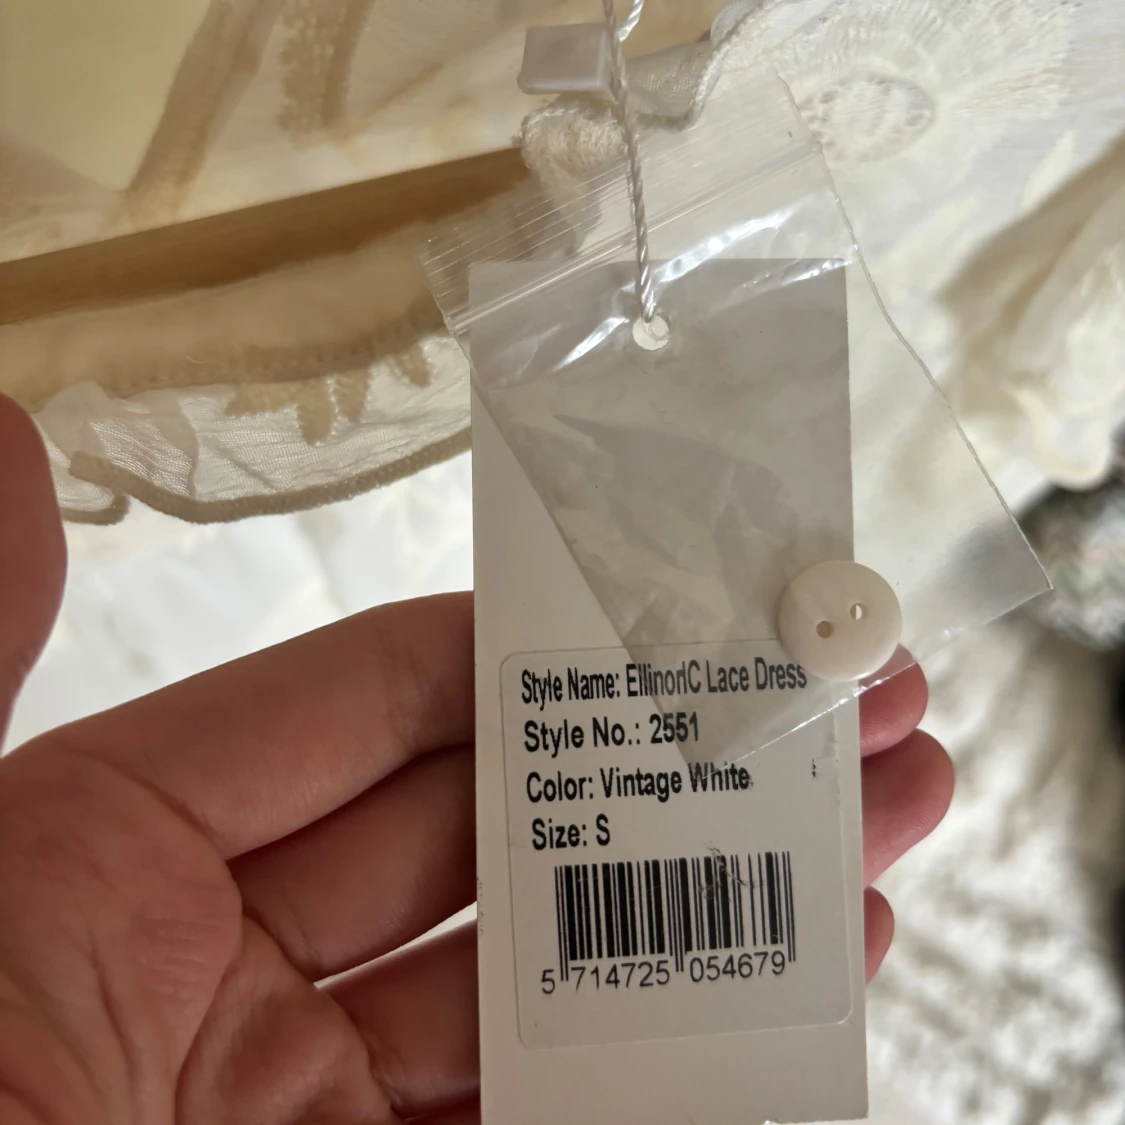 Style Name: EllinorIC Lace Dress
Style No.: 2551
Color: Vintage White
Size: S
5 714725 054679